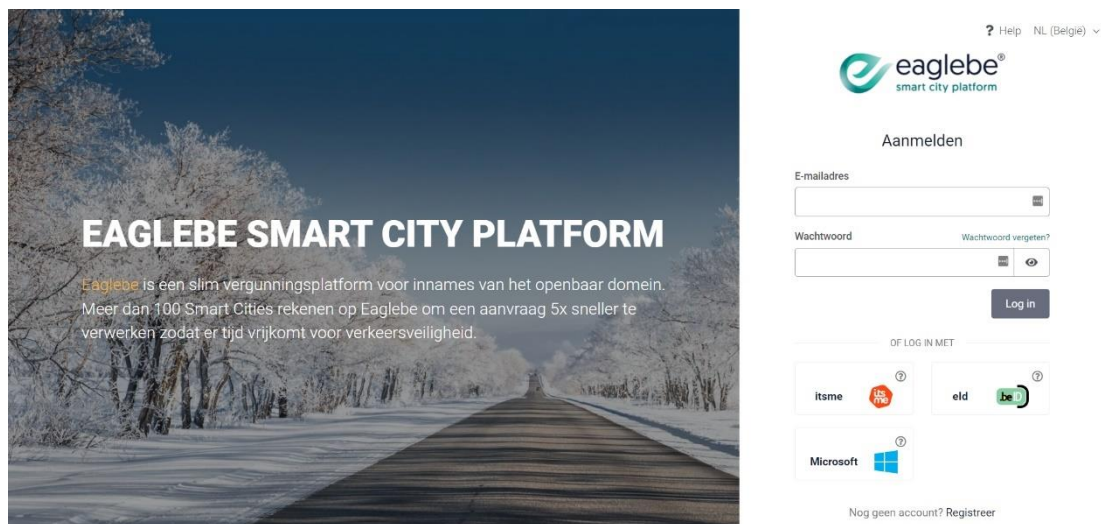 ? Help NL (België)
eaglebe®
smart city platform
Aanmelden
E-mailadres
Wachtwoord Wachtwoord vergeten?
Log in
OF LOG IN MET
itsme its me
eId .beID
Microsoft
Nog geen account? Registreer
EAGLEBE SMART CITY PLATFORM
Eaglebe is een slim vergunningsplatform voor innames van het openbaar domein.
Meer dan 100 Smart Cities rekenen op Eaglebe om een aanvraag 5x sneller te
verwerken zodat er tijd vrijkomt voor verkeersveiligheid.